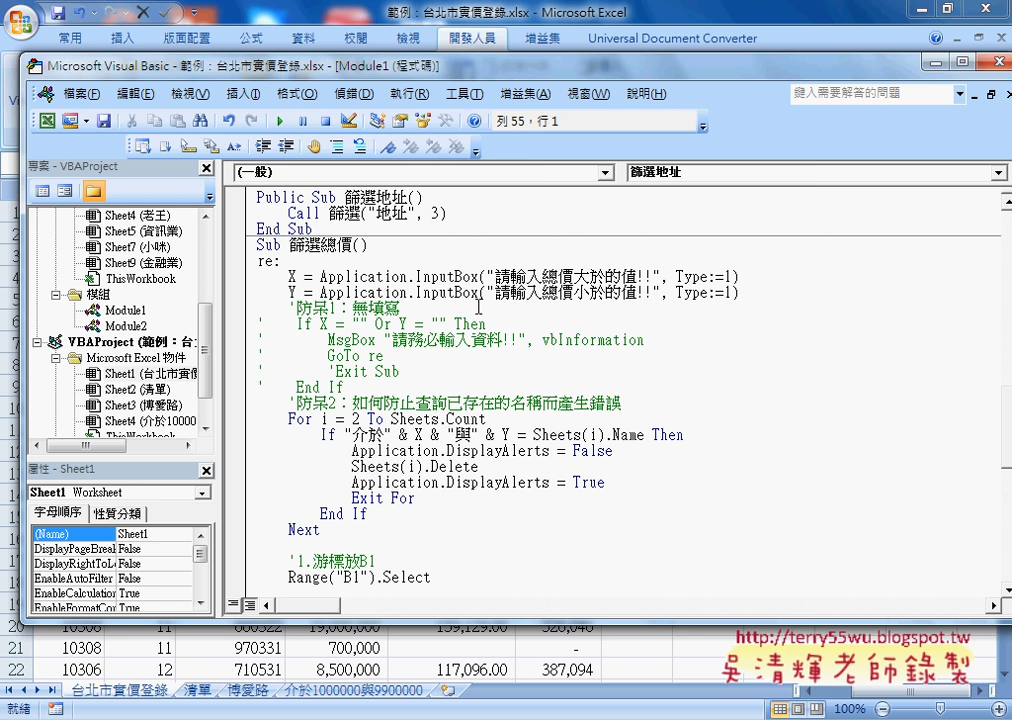 範例：台北市實價登錄.xlsx - Microsoft Excel
常用 插入 版面配置 公式 資料 校閱 檢視 開發人員 增益集 Universal Document Converter
Microsoft Visual Basic - 範例：台北市實價登錄.xlsx - [Module1 (程式碼)]
檔案(F) 編輯(E) 檢視(V) 插入(I) 格式(O) 偵錯(D) 執行(R) 工具(T) 增益集(A) 視窗(W) 說明(H) 鍵入需要解答的問題
列 55，行 1
專案 - VBAProject
(一般) 篩選地址
Sheet4 (老王)
Sheet5 (資訊業)
Sheet7 (小咪)
Sheet9 (金融業)
ThisWorkbook
模組
Module1
Module2
VBAProject (範例：台
Microsoft Excel 物件
Sheet1 (台北市實價
Sheet2 (清單)
Sheet3 (博愛路)
Sheet4 (介於10000
ThisWorkbook
屬性 - Sheet1
Sheet1 Worksheet
字母順序 性質分類
(Name) Sheet1
DisplayPageBreak False
DisplayRightToL False
EnableAutoFilter False
EnableCalculation True
EnableFormatCon True
Public Sub 篩選地址()
Call 篩選("地址", 3)
End Sub
Sub 篩選總價()
re:
X = Application.InputBox("請輸入總價大於的值!!", Type:=1)
Y = Application.InputBox("請輸入總價小於的值!!", Type:=1)
'防呆1：無填寫
' If X = "" Or Y = "" Then
' MsgBox "請務必輸入資料!!", vbInformation
' GoTo re
' 'Exit Sub
' End If
'防呆2：如何防止查詢已存在的名稱而產生錯誤
For i = 2 To Sheets.Count
If "介於" & X & "與" & Y = Sheets(i).Name Then
Application.DisplayAlerts = False
Sheets(i).Delete
Application.DisplayAlerts = True
Exit For
End If
Next
'1.游標放B1
Range("B1").Select
20 10308 11 600322 19,000,000 159,129.00 526,046
21 10308 11 970331 700,000 -
22 10306 12 710531 8,500,000 117,096.00 387,094
http://terry55wu.blogspot.tw
吳清輝老師錄製
台北市實價登錄 清單 博愛路 介於1000000與9900000
就緒 100%